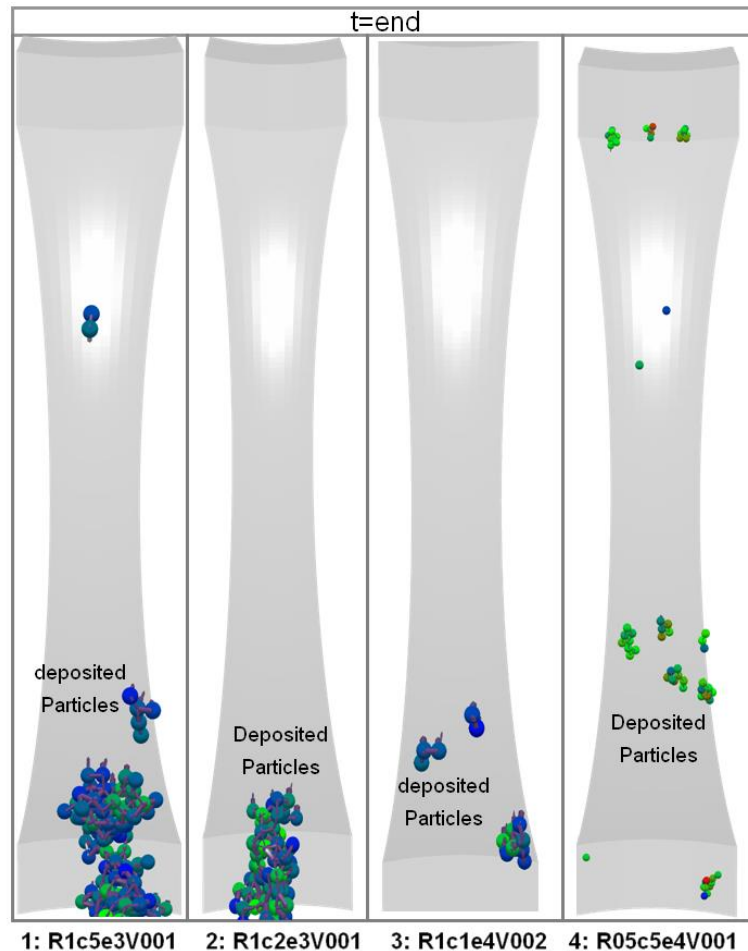 t=end
deposited
Particles
Deposited
Particles
deposited
Particles
Deposited
Particles
1: R1c5e3V001
2: R1c2e3V001
3: R1c1e4V002
4: R05c5e4V001